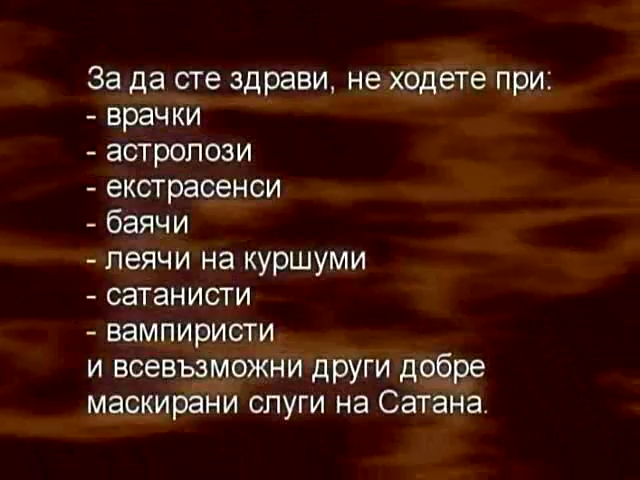 За да сте здрави, не ходете при:
- врачки
- астролози
- екстрасенси
- баячи
- леячи на куршуми
- сатанисти
- вампиристи
и всевъзможни други добре
маскирани слуги на Сатана.